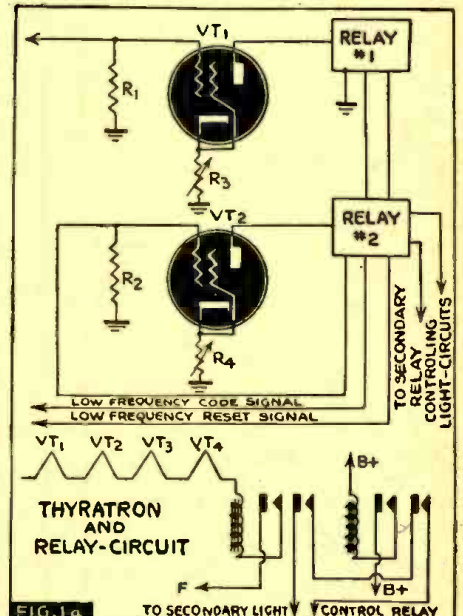 VT1
RELAY
#1
R1
R3
VT2
RELAY
#2
R2
R4
TO SECONDARY
RELAY
CONTROLING
LIGHT-CIRCUITS
LOW FREQUENCY CODE SIGNAL
LOW FREQUENCY RESET SIGNAL
VT1 VT2 VT3 VT4
B+
THYRATRON
AND
RELAY-CIRCUIT
F
B+
FIG.1a
TO SECONDARY LIGHT CONTROL RELAY